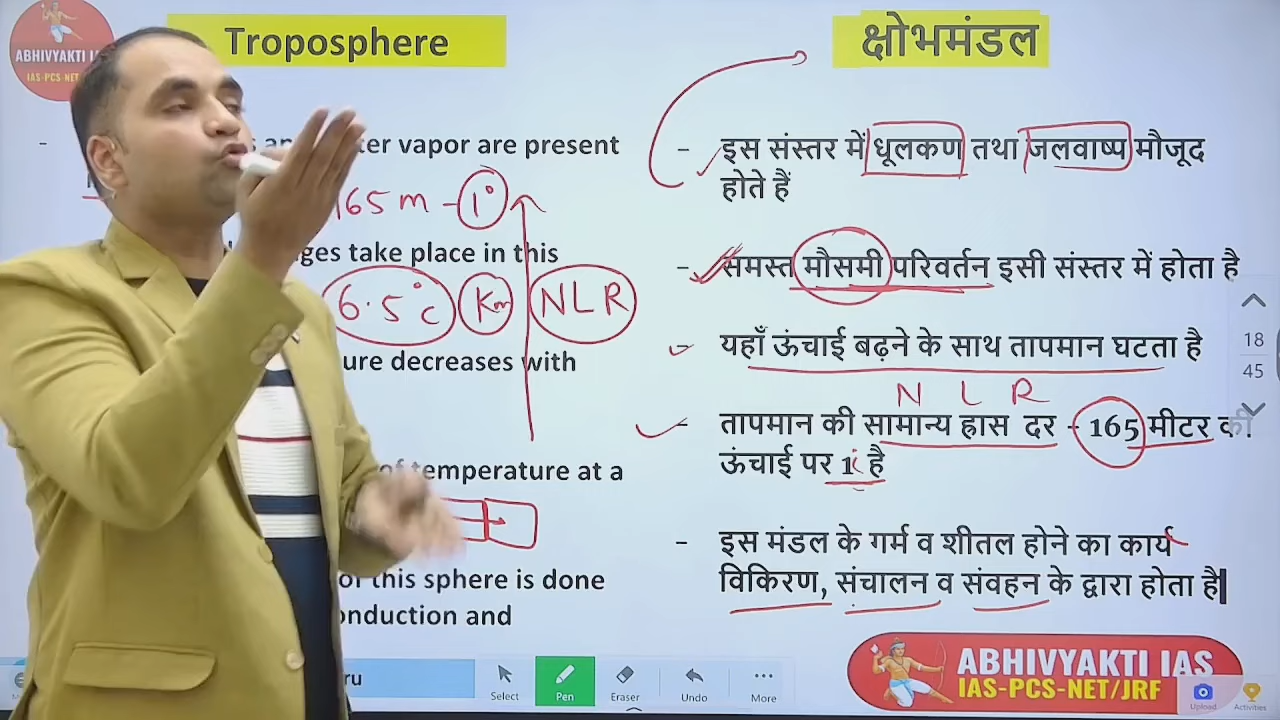 ABHIVYAKTI IAS
IAS-PCS-NET
Troposphere
क्षोभमंडल
- vapor are present
165 m - 1°
ges take place in this
6.5°c Km NLR
ure decreases with
of temperature at a
of this sphere is done
onduction and
- इस संस्तर में धूलकण तथा जलवाष्प मौजूद
होते हैं
- समस्त मौसमी परिवर्तन इसी संस्तर में होता है
- यहाँ ऊंचाई बढ़ने के साथ तापमान घटता है
N L R
- तापमान की सामान्य ह्रास दर - 165 मीटर की
ऊंचाई पर 1 है
- इस मंडल के गर्म व शीतल होने का कार्य
विकिरण, संचालन व संवहन के द्वारा होता है
18
45
ABHIVYAKTI IAS
IAS-PCS-NET/JRF
ru
Select
Pen
Eraser
Undo
More
Upload
Activities